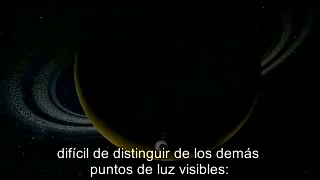 difícil de distinguir de los demás
puntos de luz visibles: